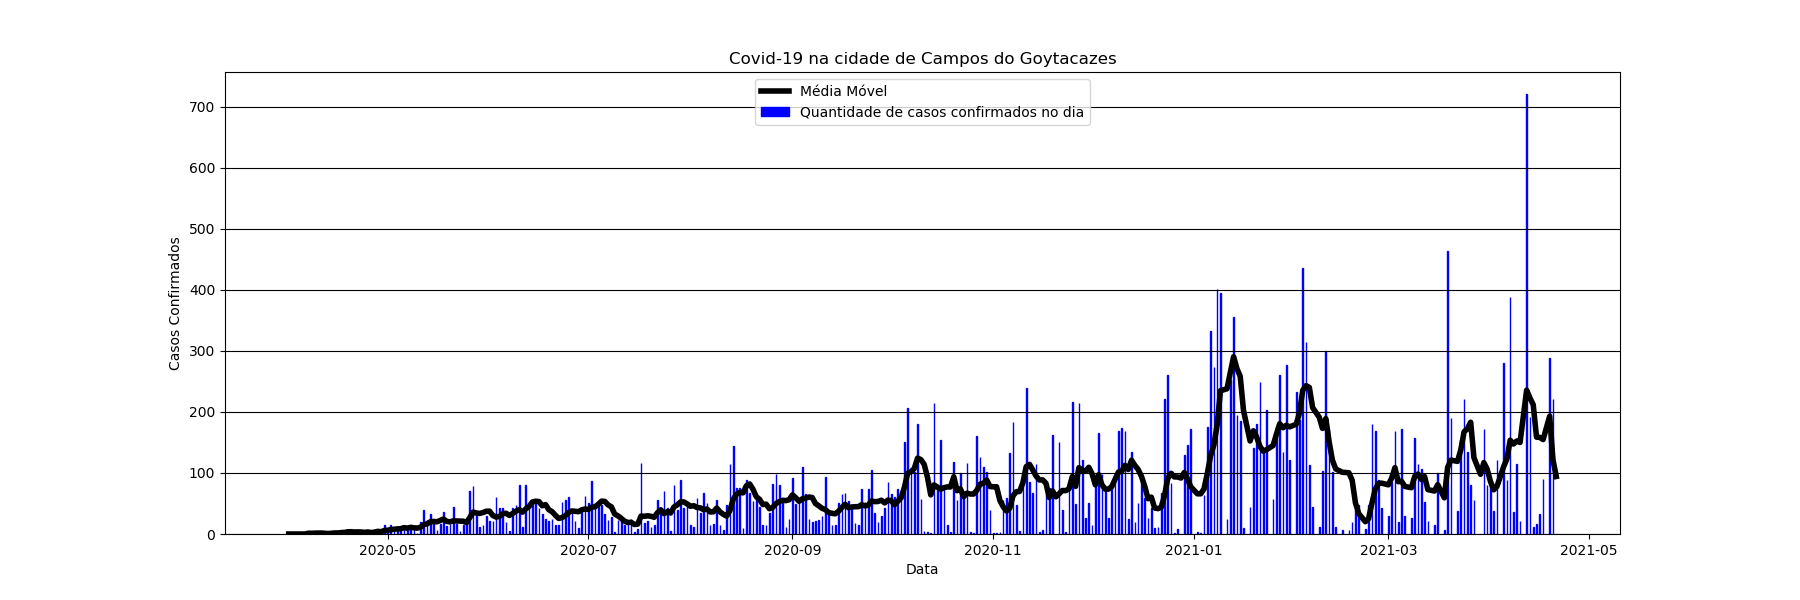 Covid-19 na cidade de Campos do Goytacazes
Média Móvel
Quantidade de casos confirmados no dia
Casos Confirmados
700
600
500
400
300
200
100
0
2020-05 2020-07 2020-09 2020-11 2021-01 2021-03 2021-05
Data